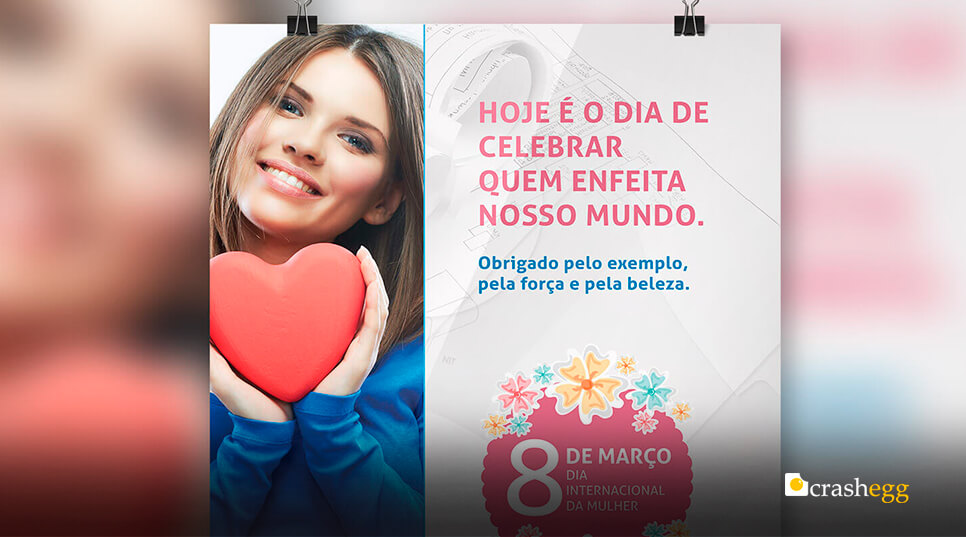 HOJE É O DIA DE
CELEBRAR
QUEM ENFEITA
NOSSO MUNDO.
Obrigado pelo exemplo,
pela força e pela beleza.
8 DE MARÇO
DIA
INTERNACIONAL
DA MULHER
crashegg